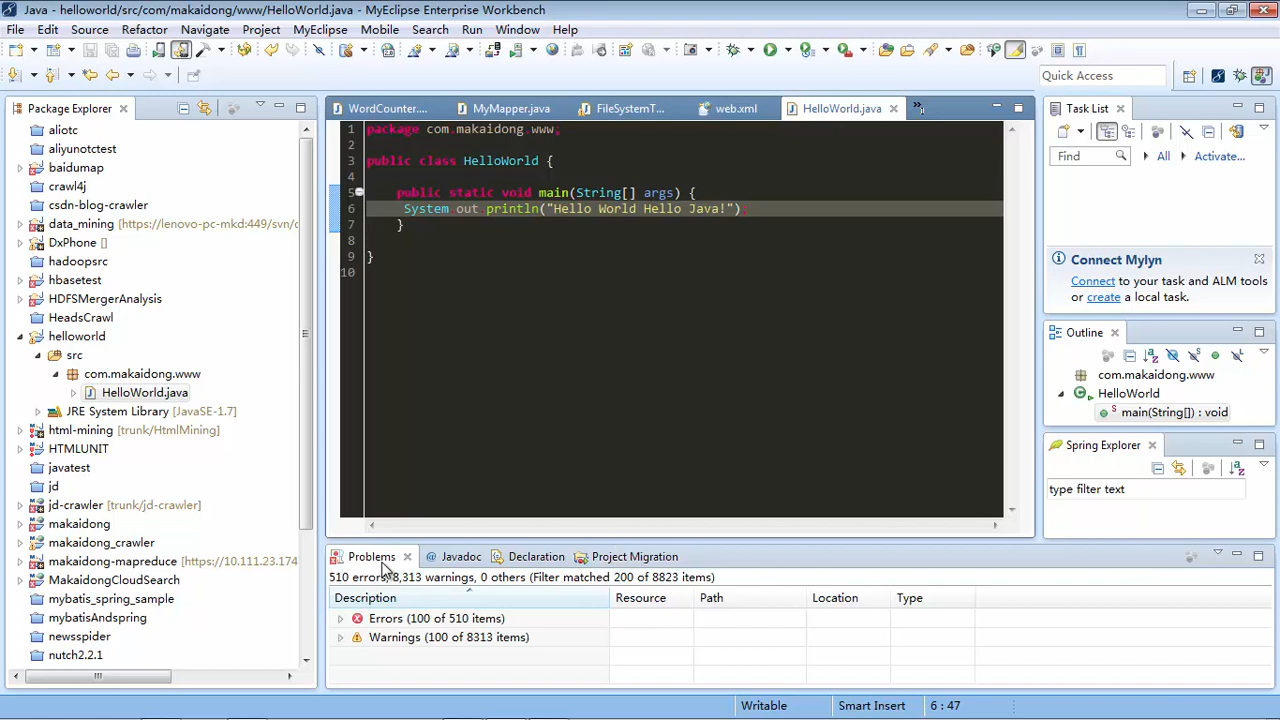 Java - helloworld/src/com/makaidong/www/HelloWorld.java - MyEclipse Enterprise Workbench
File Edit Source Refactor Navigate Project MyEclipse Mobile Search Run Window Help
Quick Access
Package Explorer
aliotc
aliyunotctest
baidumap
crawl4j
csdn-blog-crawler
data_mining [https://lenovo-pc-mkd:449/svn/d
DxPhone []
hadoopsrc
hbasetest
HDFSMergerAnalysis
HeadsCrawl
helloworld
src
com.makaidong.www
HelloWorld.java
JRE System Library [JavaSE-1.7]
html-mining [trunk/HtmlMining]
HTMLUNIT
javatest
jd
jd-crawler [trunk/jd-crawler]
makaidong
makaidong_crawler
makaidong-mapreduce [https://10.111.23.174
MakaidongCloudSearch
mybatis_spring_sample
mybatisAndspring
newsspider
nutch2.2.1
WordCounter.... MyMapper.java FileSystemT... web.xml HelloWorld.java
1 package com.makaidong.www;
2
3 public class HelloWorld {
4
5 public static void main(String[] args) {
6 System out println("Hello World Hello Java!")
7 }
8
9 }
10
Task List
Find All Activate...
Connect Mylyn
Connect to your task and ALM tools
or create a local task.
Outline
com.makaidong.www
HelloWorld
main(String[]) : void
Spring Explorer
type filter text
Problems @ Javadoc Declaration Project Migration
510 errors, 8,313 warnings, 0 others (Filter matched 200 of 8823 items)
Description Resource Path Location Type
Errors (100 of 510 items)
Warnings (100 of 8313 items)
Writable Smart Insert 6 : 47